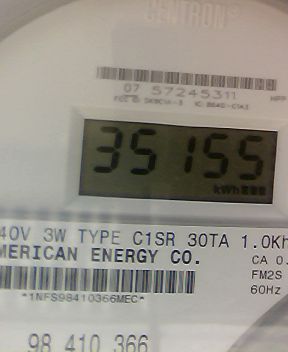 CENTRON®
07 57245311
35155
kWh
40V 3W TYPE C1SR 30TA 1.0Kh
MERICAN ENERGY CO.
CA 0.
FM2S
*1NFS98410366MEC*
60Hz
98 410 366